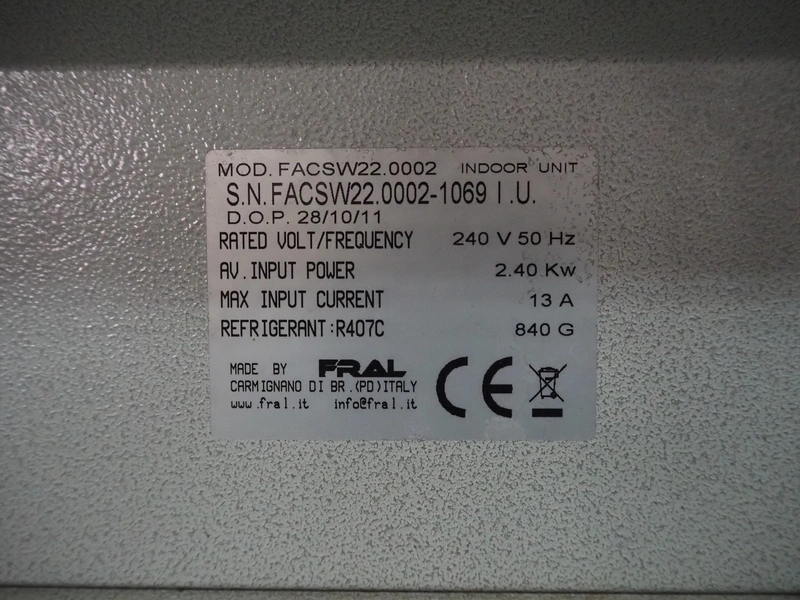 MOD. FACSW22.0002 INDOOR UNIT
S.N.FACSW22.0002-1069 I.U.
D.O.P. 28/10/11
RATED VOLT/FREQUENCY 240 V 50 Hz
AV.INPUT POWER 2.40 Kw
MAX INPUT CURRENT 13 A
REFRIGERANT:R407C 840 G
MADE BY FRAL
CARMIGNANO DI BR.(PD)ITALY
www.fral.it info@fral.it
CE